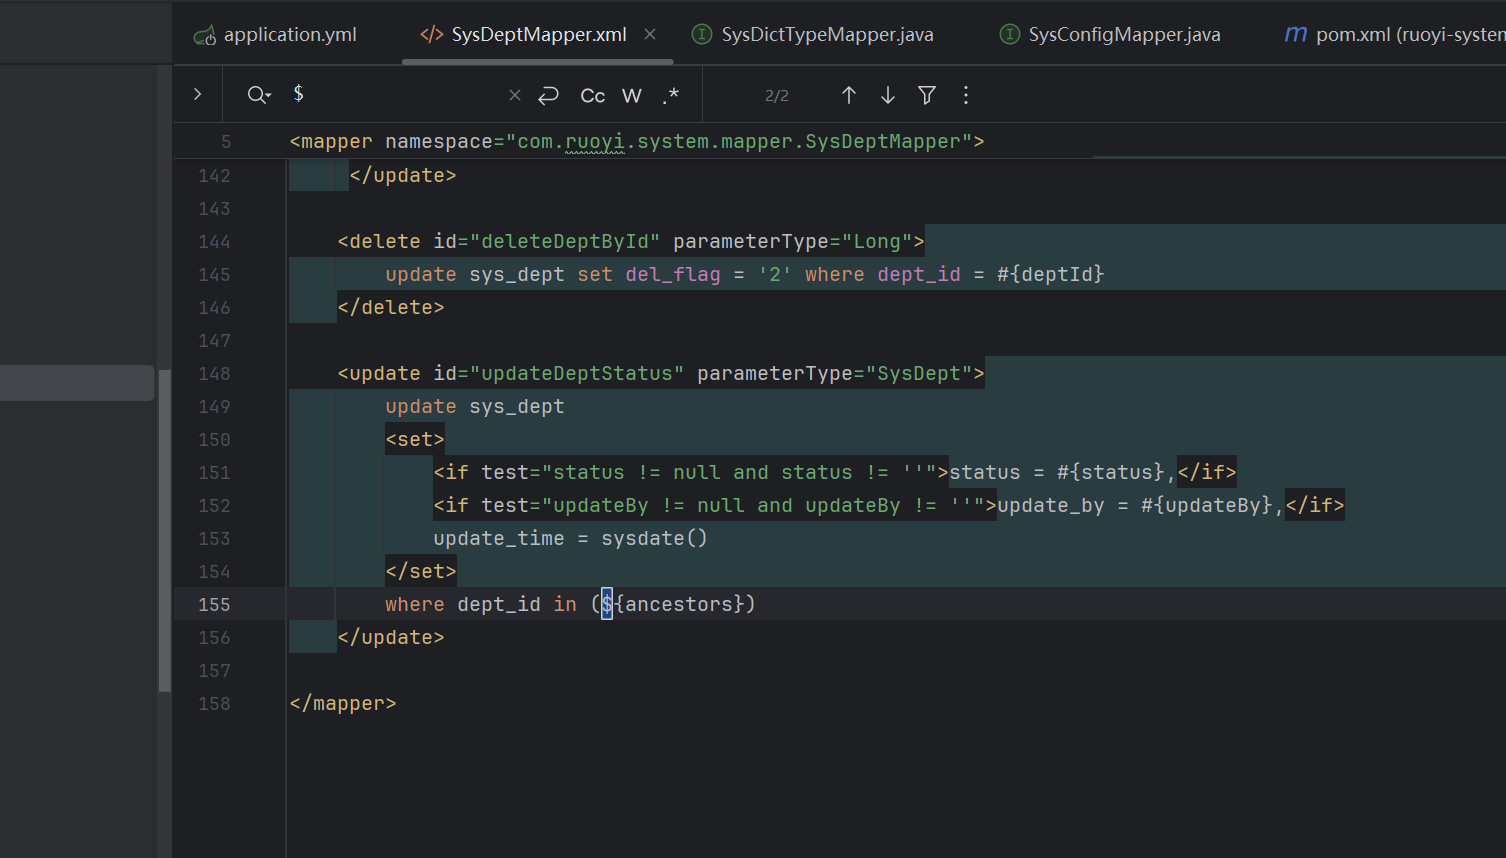 application.yml
SysDeptMapper.xml
SysDictTypeMapper.java
SysConfigMapper.java
m pom.xml (ruoyi-system
$
Cc W .*
2/2
5 <mapper namespace="com.ruoyi.system.mapper.SysDeptMapper">
142 </update>
143
144 <delete id="deleteDeptById" parameterType="Long">
145 update sys_dept set del_flag = '2' where dept_id = #{deptId}
146 </delete>
147
148 <update id="updateDeptStatus" parameterType="SysDept">
149 update sys_dept
150 <set>
151 <if test="status != null and status != ''">status = #{status},</if>
152 <if test="updateBy != null and updateBy != ''">update_by = #{updateBy},</if>
153 update_time = sysdate()
154 </set>
155 where dept_id in (${ancestors})
156 </update>
157
158 </mapper>